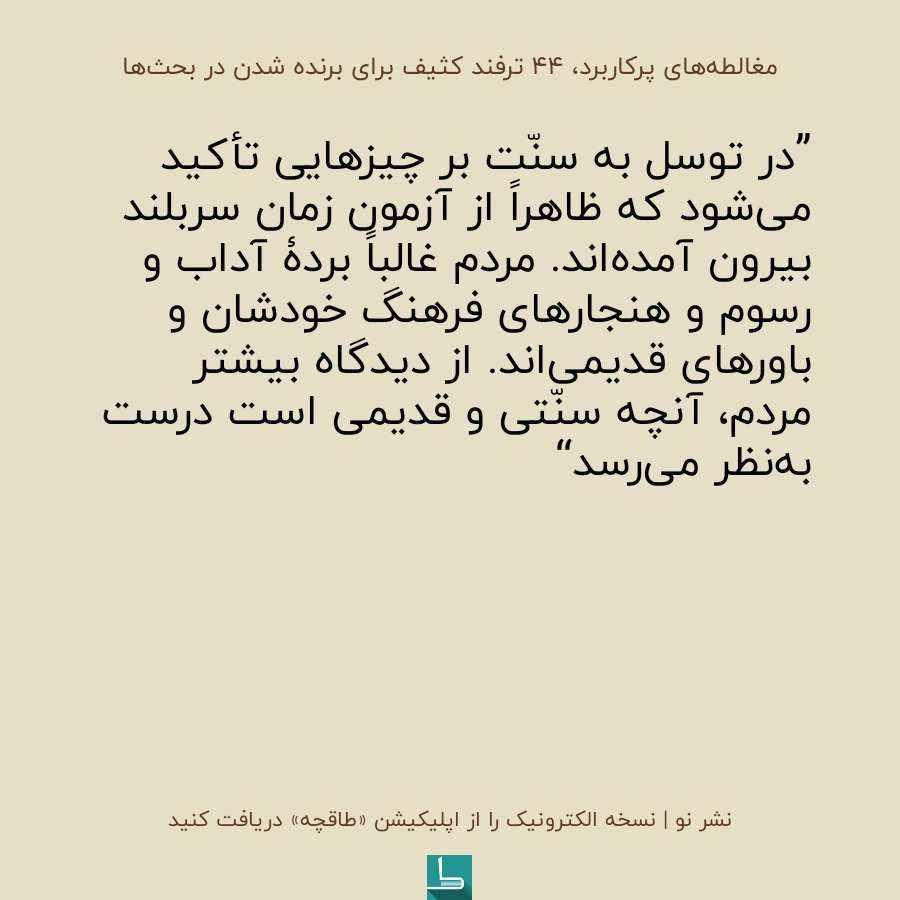 مغالطه‌های پرکاربرد، ۴۴ ترفند کثیف برای برنده شدن در بحث‌ها
”در توسل به سنّت بر چیزهایی تأکید
می‌شود که ظاهراً از آزمون زمان سربلند
بیرون آمده‌اند. مردم غالباً بردهٔ آداب و
رسوم و هنجارهای فرهنگ خودشان و
باورهای قدیمی‌اند. از دیدگاه بیشتر
مردم، آنچه سنّتی و قدیمی است درست
به‌نظر می‌رسد“
نشر نو | نسخه الکترونیک را از اپلیکیشن «طاقچه» دریافت کنید